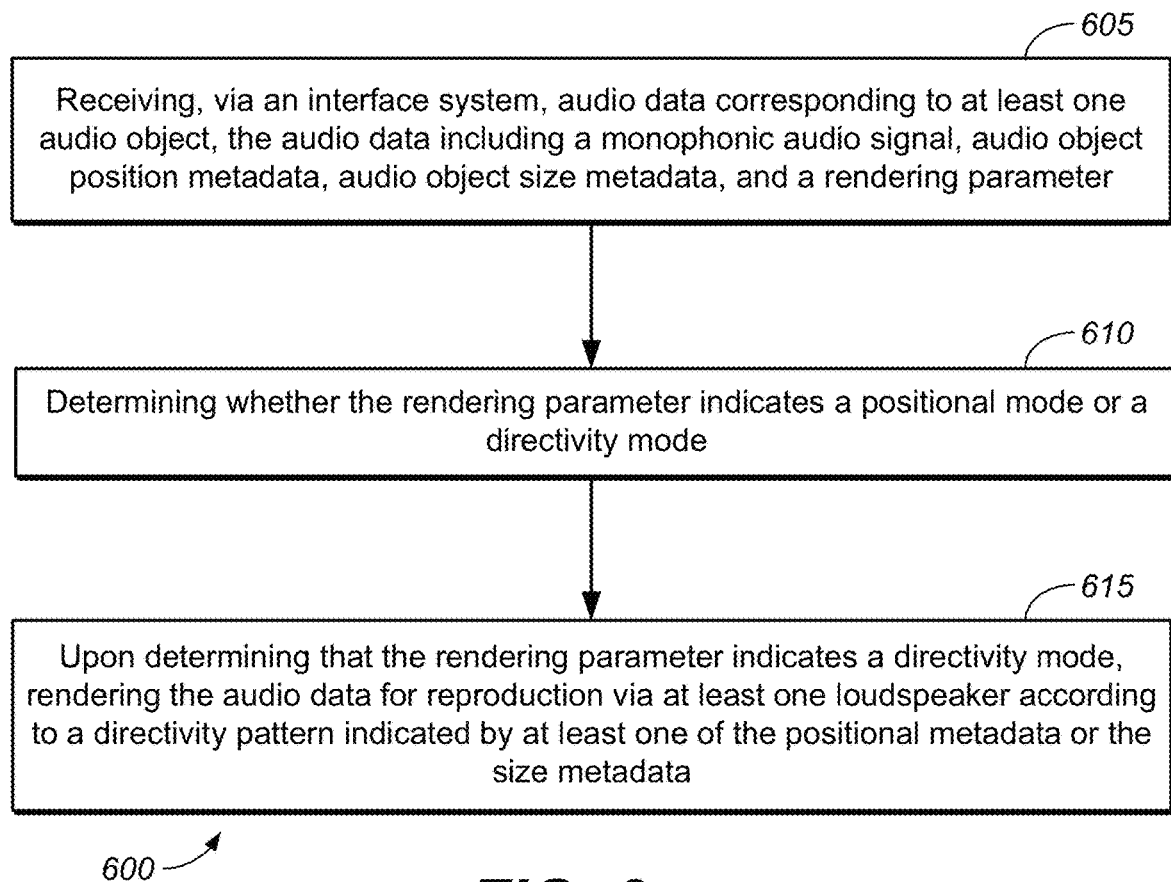 605
Receiving, via an interface system, audio data corresponding to at least one
audio object, the audio data including a monophonic audio signal, audio object
position metadata, audio object size metadata, and a rendering parameter
610
Determining whether the rendering parameter indicates a positional mode or a
directivity mode
615
Upon determining that the rendering parameter indicates a directivity mode,
rendering the audio data for reproduction via at least one loudspeaker according
to a directivity pattern indicated by at least one of the positional metadata or the
size metadata
600